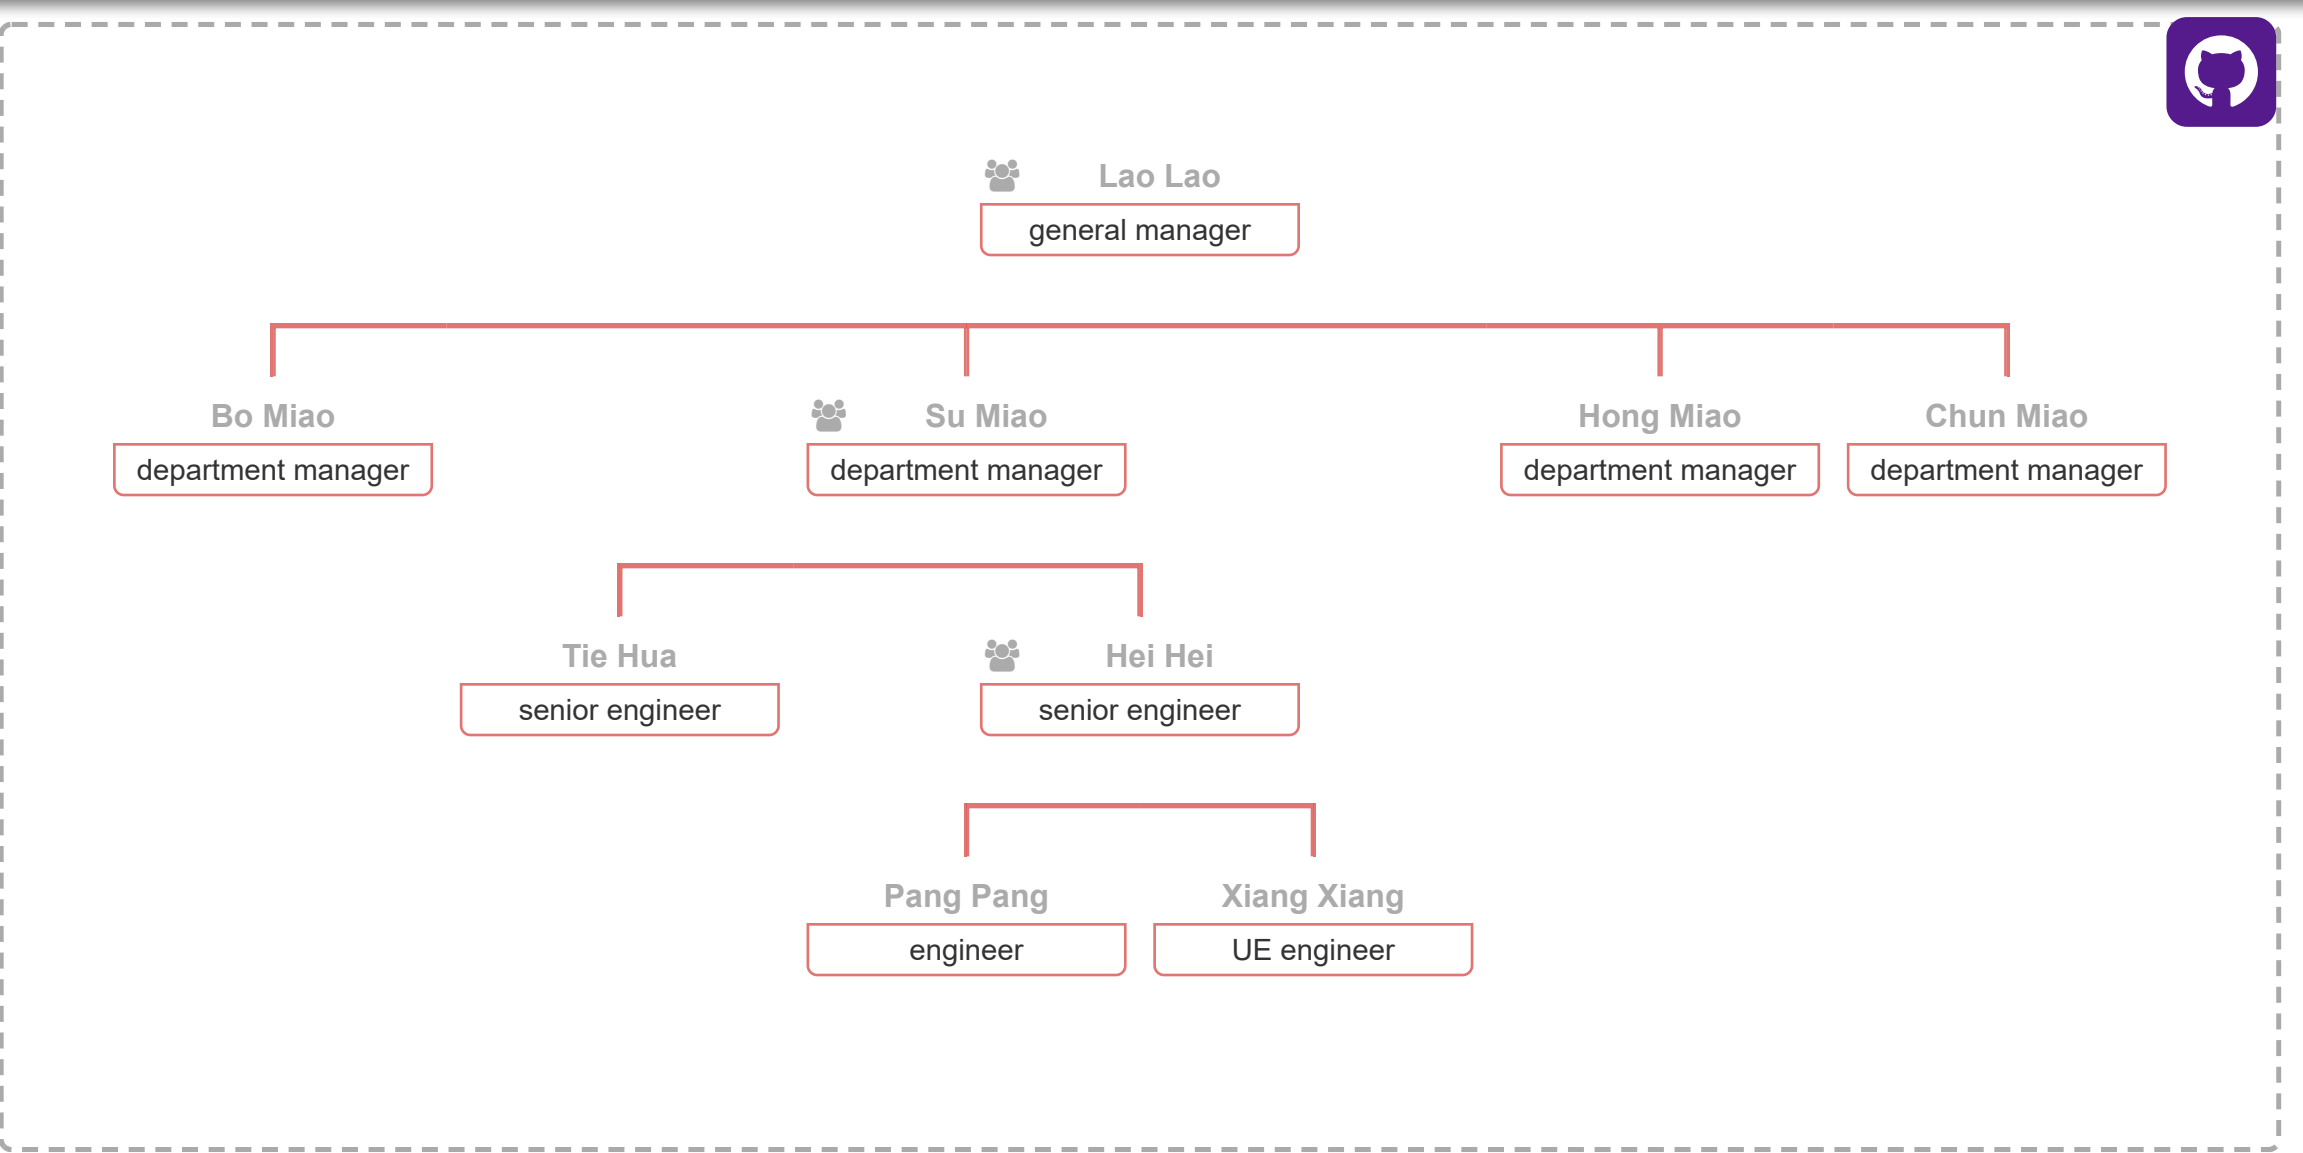 Lao Lao
general manager
Bo Miao
department manager
Su Miao
department manager
Hong Miao
department manager
Chun Miao
department manager
Tie Hua
senior engineer
Hei Hei
senior engineer
Pang Pang
engineer
Xiang Xiang
UE engineer